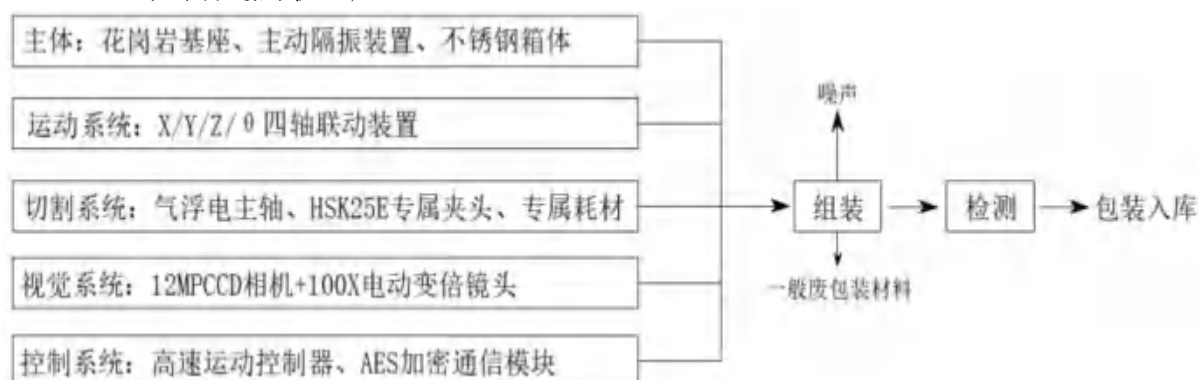 主体：花岗岩基座、主动隔振装置、不锈钢箱体
运动系统：X/Y/Z/θ四轴联动装置
切割系统：气浮电主轴、HSK25E专属夹头、专属耗材
视觉系统：12MPCCD相机+100X电动变倍镜头
控制系统：高速运动控制器、AES加密通信模块
噪声
组装
检测
包装入库
一般废包装材料